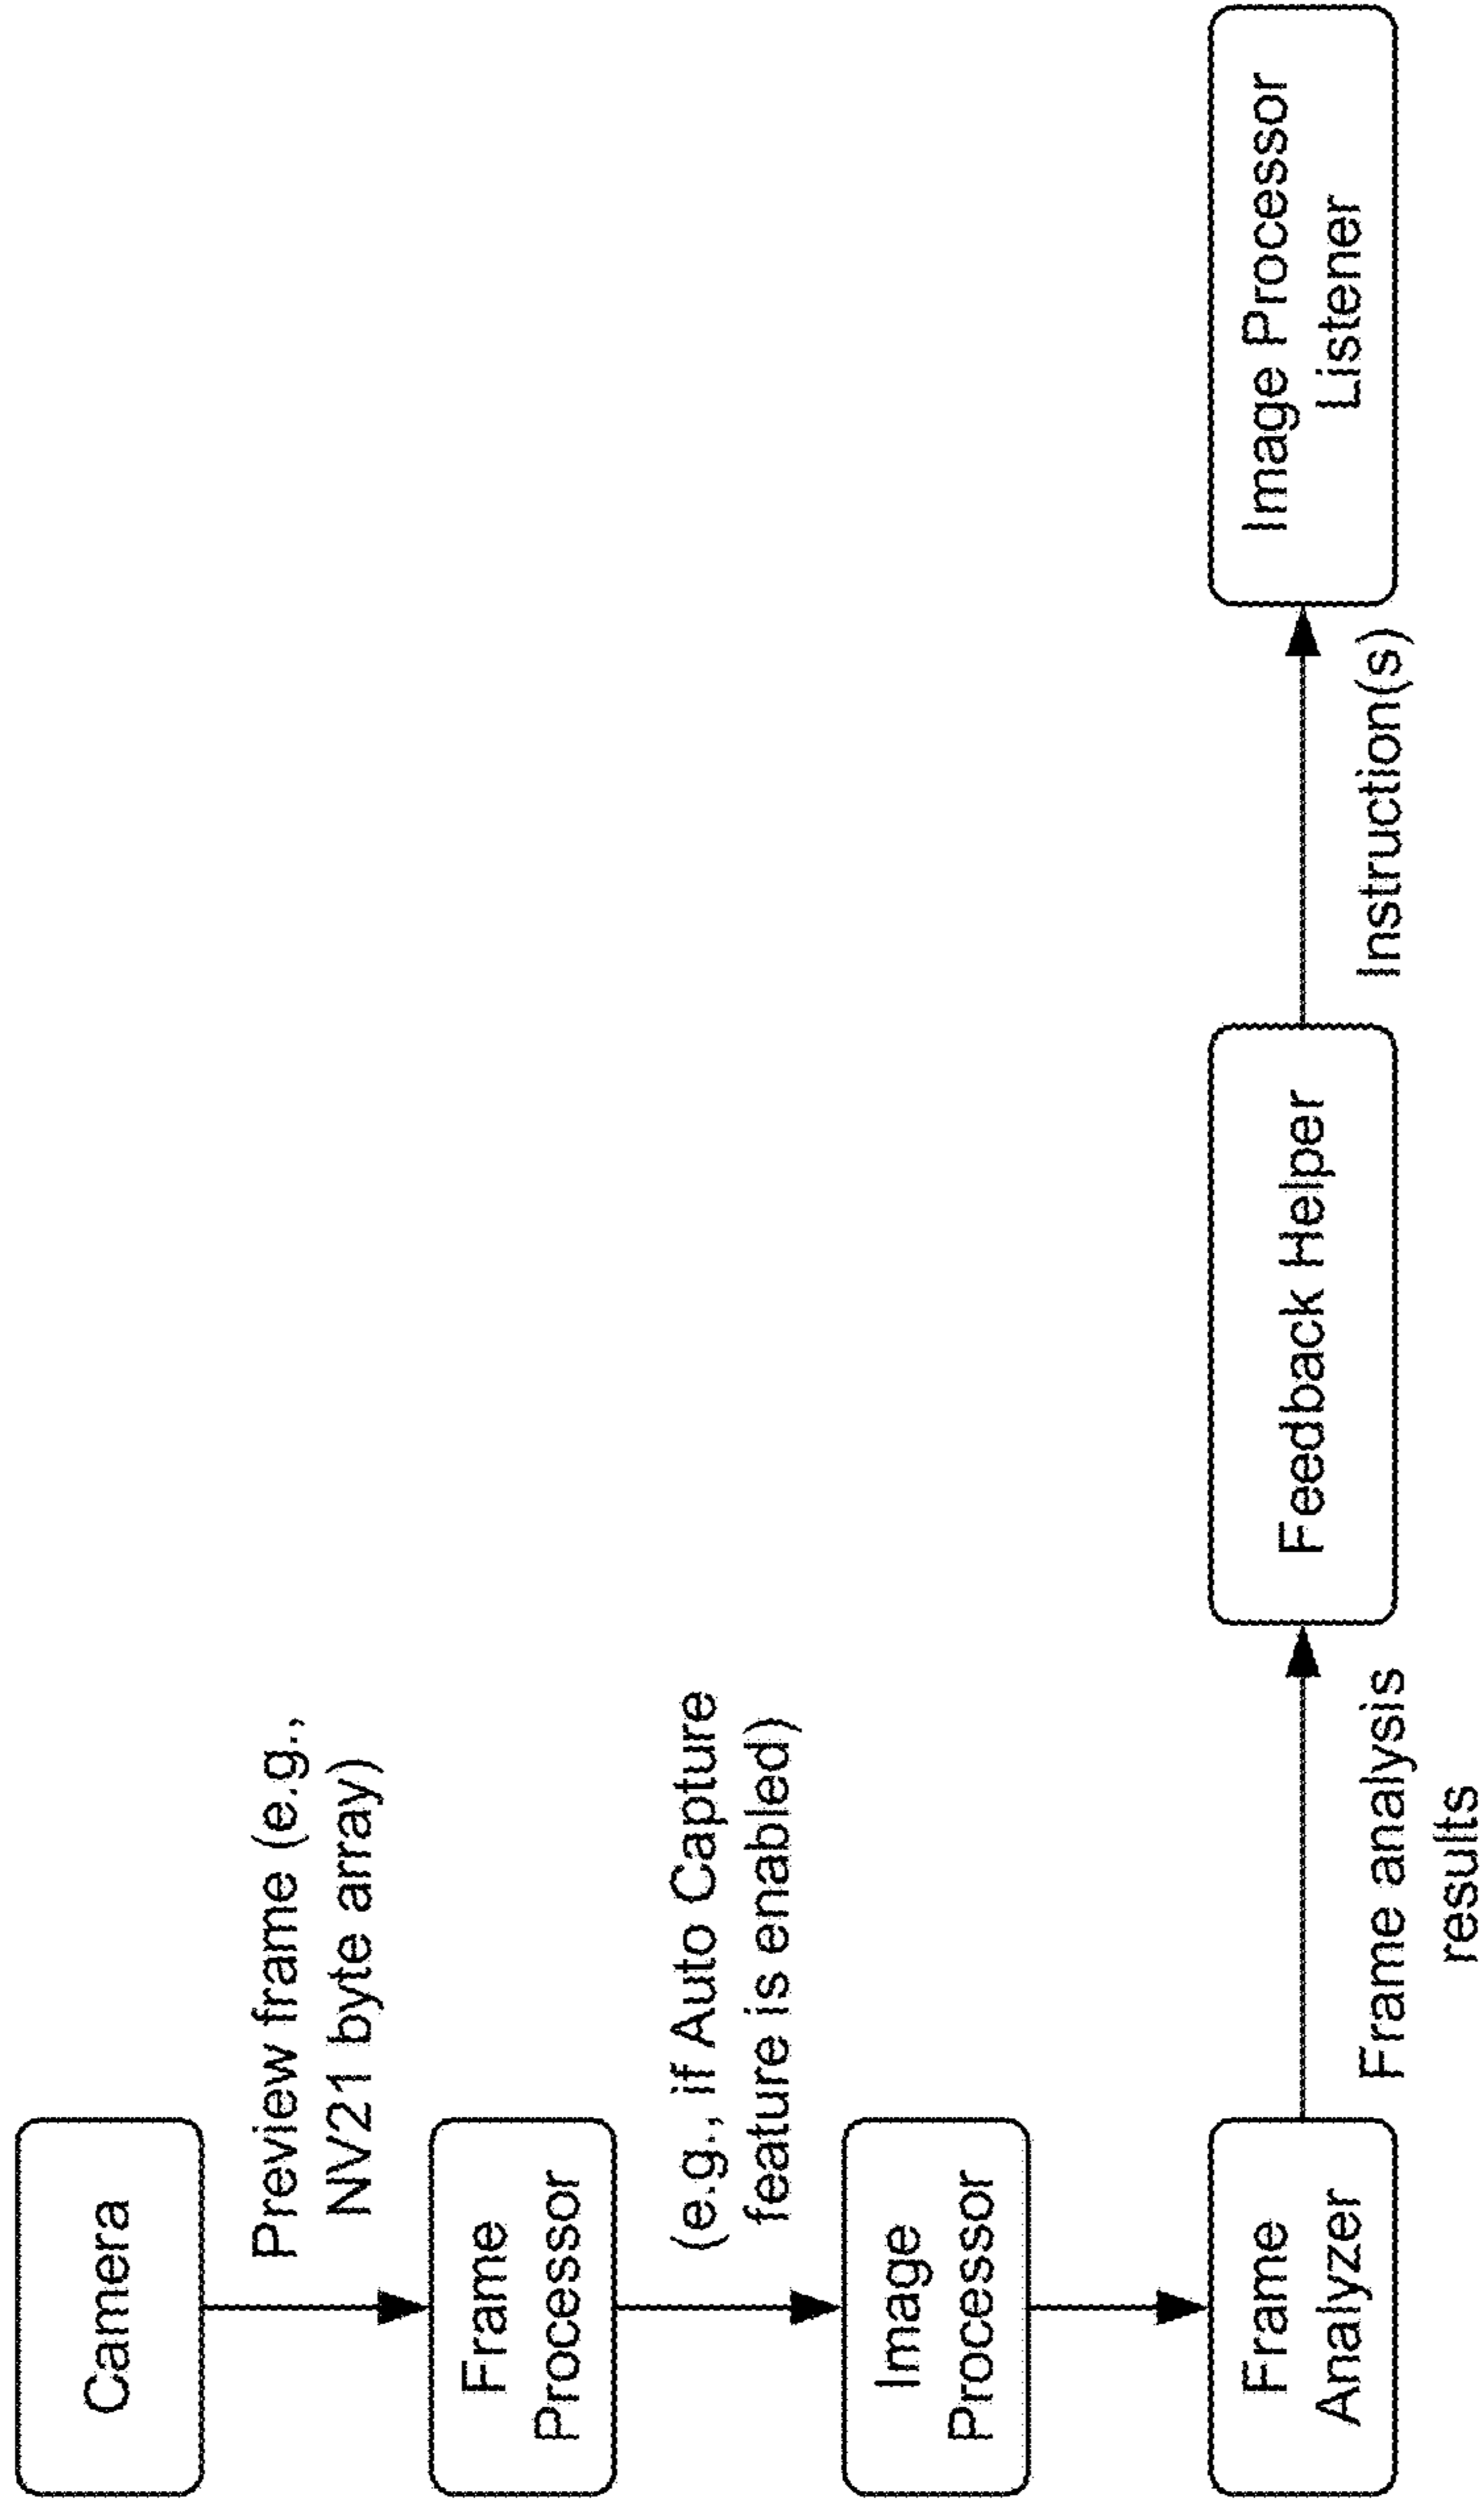 Camera
Preview frame (e.g.,
NV21 byte array)
Frame
Processor
(e.g., if Auto Capture
feature is enabled)
Image
Processor
Frame
Analyzer
Frame analysis
results
Feedback Helper
Instruction(s)
Image Processor
Listener